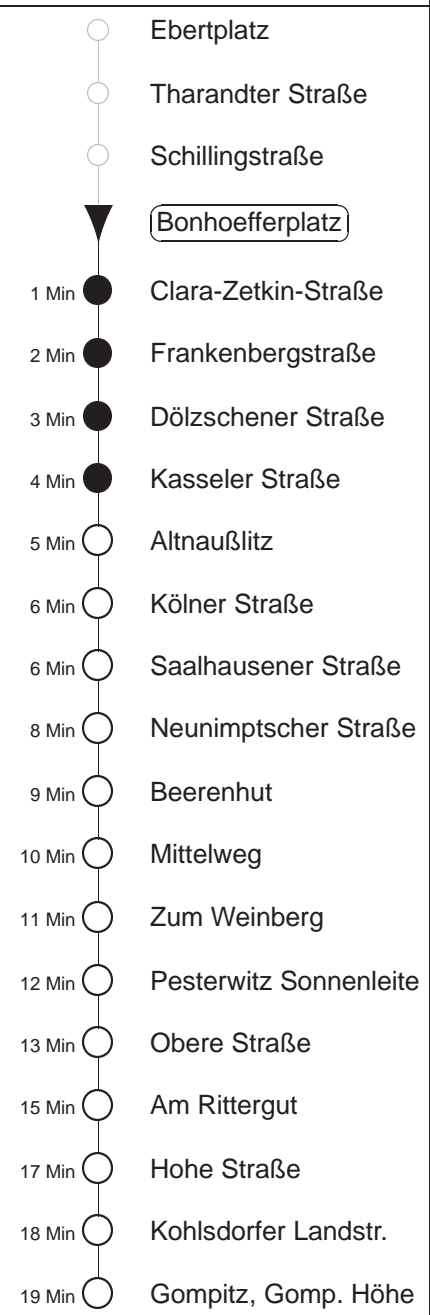 Ebertplatz
Tharandter Straße
Schillingstraße
Bonhoefferplatz
1 Min Clara-Zetkin-Straße
2 Min Frankenbergstraße
3 Min Dölzschener Straße
4 Min Kasseler Straße
5 Min Altnaußlitz
6 Min Kölner Straße
6 Min Saalhausener Straße
8 Min Neunimptscher Straße
9 Min Beerenhut
10 Min Mittelweg
11 Min Zum Weinberg
12 Min Pesterwitz Sonnenleite
13 Min Obere Straße
15 Min Am Rittergut
17 Min Hohe Straße
18 Min Kohlsdorfer Landstr.
19 Min Gompitz, Gomp. Höhe